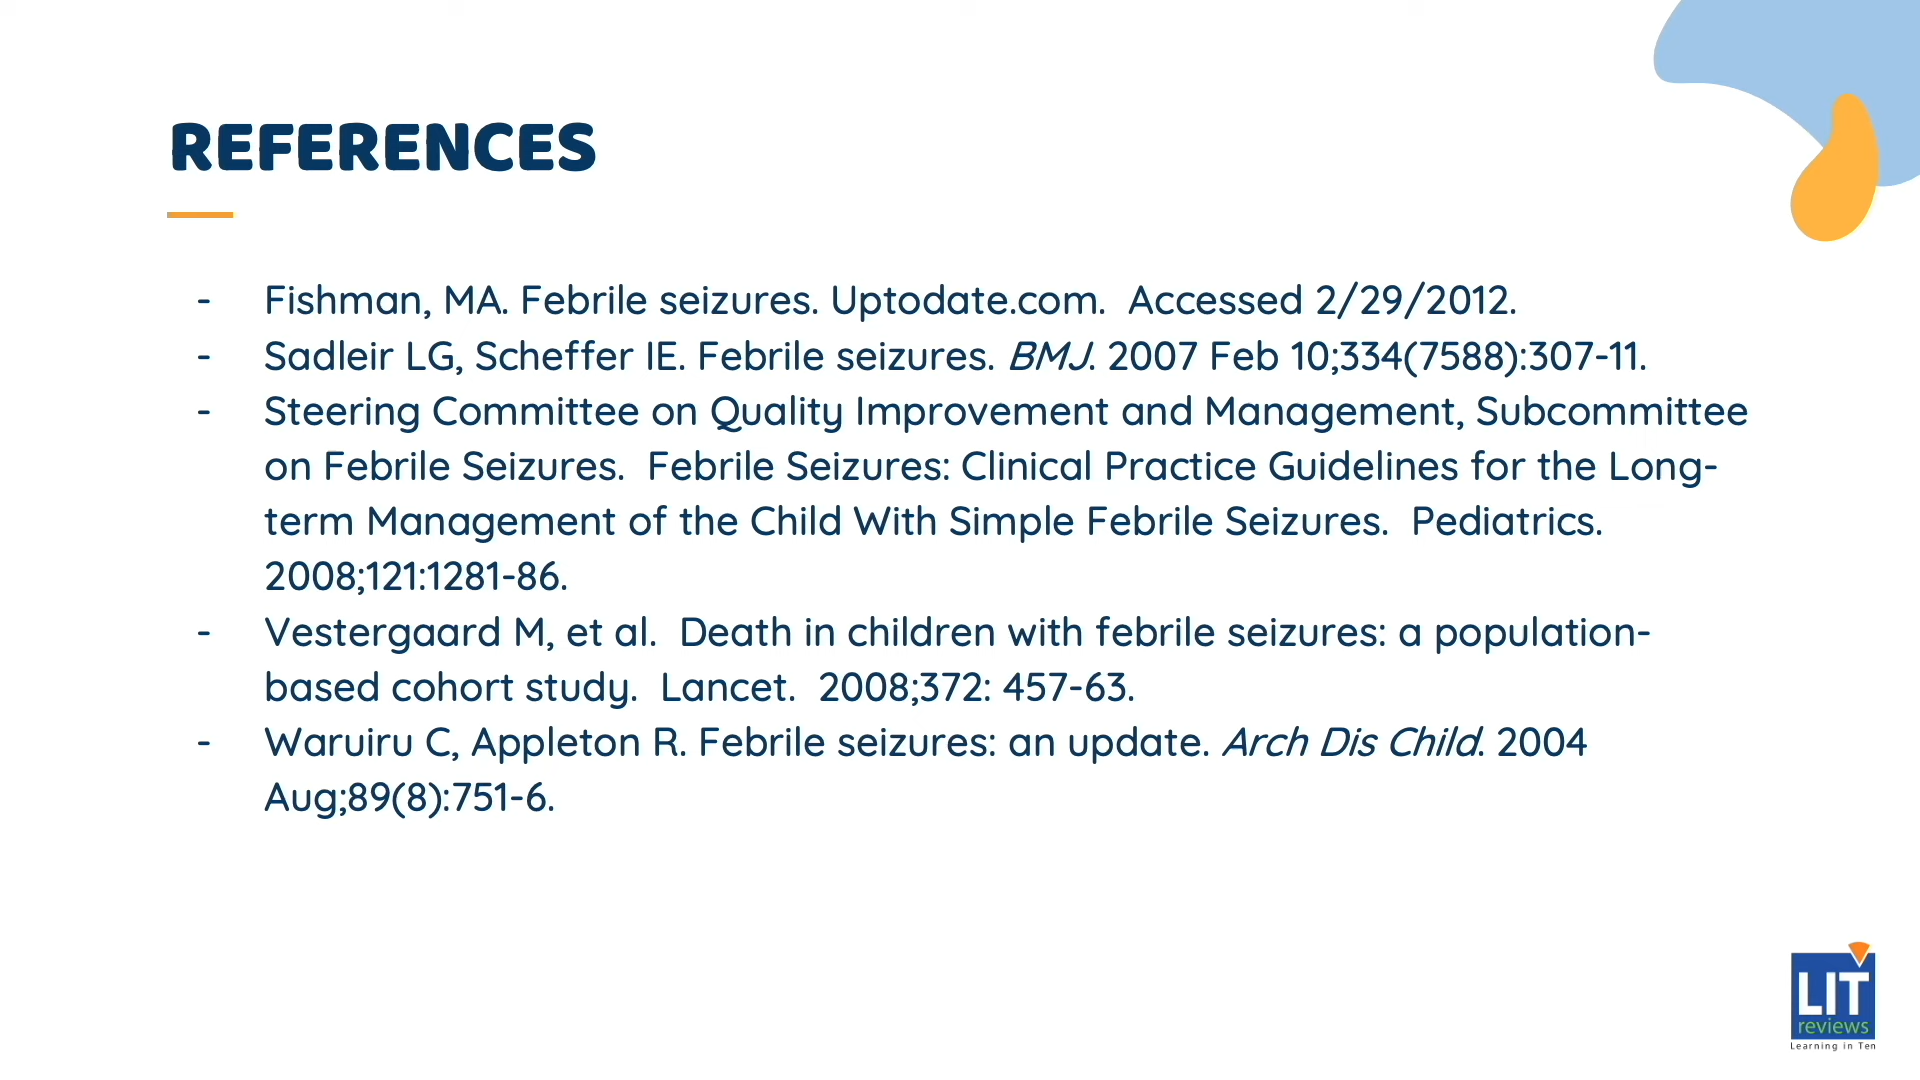 REFERENCES
- Fishman, MA. Febrile seizures. Uptodate.com.  Accessed 2/29/2012.
- Sadleir LG, Scheffer IE. Febrile seizures. BMJ. 2007 Feb 10;334(7588):307-11.
- Steering Committee on Quality Improvement and Management, Subcommittee
on Febrile Seizures.  Febrile Seizures: Clinical Practice Guidelines for the Long-
term Management of the Child With Simple Febrile Seizures.  Pediatrics.
2008;121:1281-86.
- Vestergaard M, et al.  Death in children with febrile seizures: a population-
based cohort study.  Lancet.  2008;372: 457-63.
- Waruiru C, Appleton R. Febrile seizures: an update. Arch Dis Child. 2004
Aug;89(8):751-6.
LIT
reviews
Learning in Ten